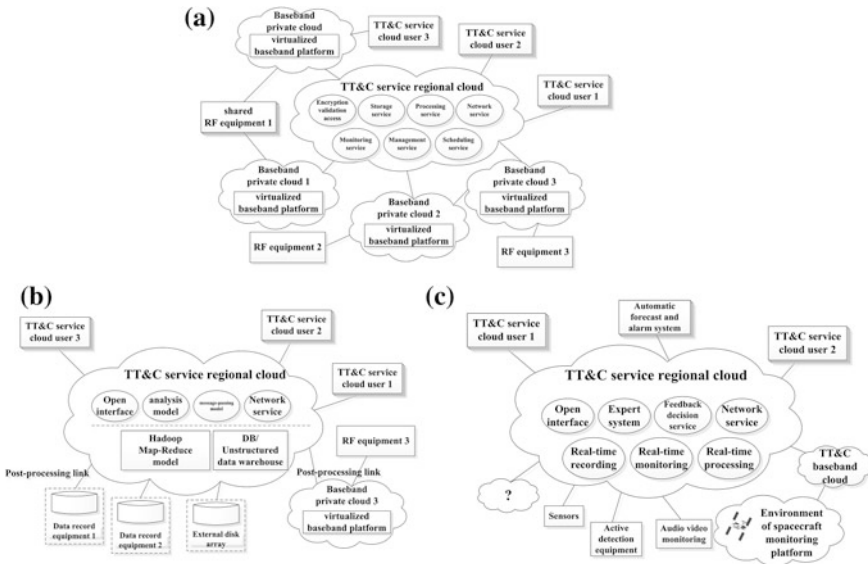 (a)
Baseband
private cloud
virtualized
baseband platform
TT&C service
cloud user 3
TT&C service
cloud user 2
TT&C service
cloud user 1
TT&C service regional cloud
Encryption
validation
access
Storage
service
Processing
service
Network
service
Monitoring
service
Management
service
Scheduling
service
shared
RF equipment 1
Baseband
private cloud 1
virtualized
baseband platform
Baseband
private cloud 2
virtualized
baseband platform
Baseband
private cloud 3
virtualized
baseband platform
RF equipment 2
RF equipment 3
(b)
TT&C service
cloud user 3
TT&C service
cloud user 2
TT&C service
cloud user 1
TT&C service regional cloud
Open
interface
analysis
model
message-passing
model
Network
service
Hadoop
Map-Reduce
model
DB/
Unstructured
data warehouse
RF equipment 3
Post-processing link
Post-processing link
Data record
equipment 1
Data record
equipment 2
External disk
array
Baseband
private cloud 3
virtualized
baseband platform
(c)
TT&C service
cloud user 1
Automatic
forecast and
alarm system
TT&C service
cloud user 2
TT&C service regional cloud
Open
interface
Expert
system
Feedback
decision
service
Network
service
Real-time
recording
Real-time
monitoring
Real-time
processing
TT&C
baseband
cloud
?
Sensors
Active
detection
equipment
Audio video
monitoring
Environment
of spacecraft
monitoring
platform